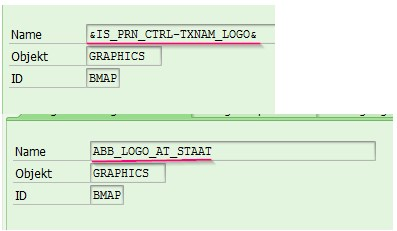 Name &IS_PRN_CTRL-TXNAM_LOGO&
Objekt GRAPHICS
ID BMAP
Name ABB_LOGO_AT_STAAT
Objekt GRAPHICS
ID BMAP